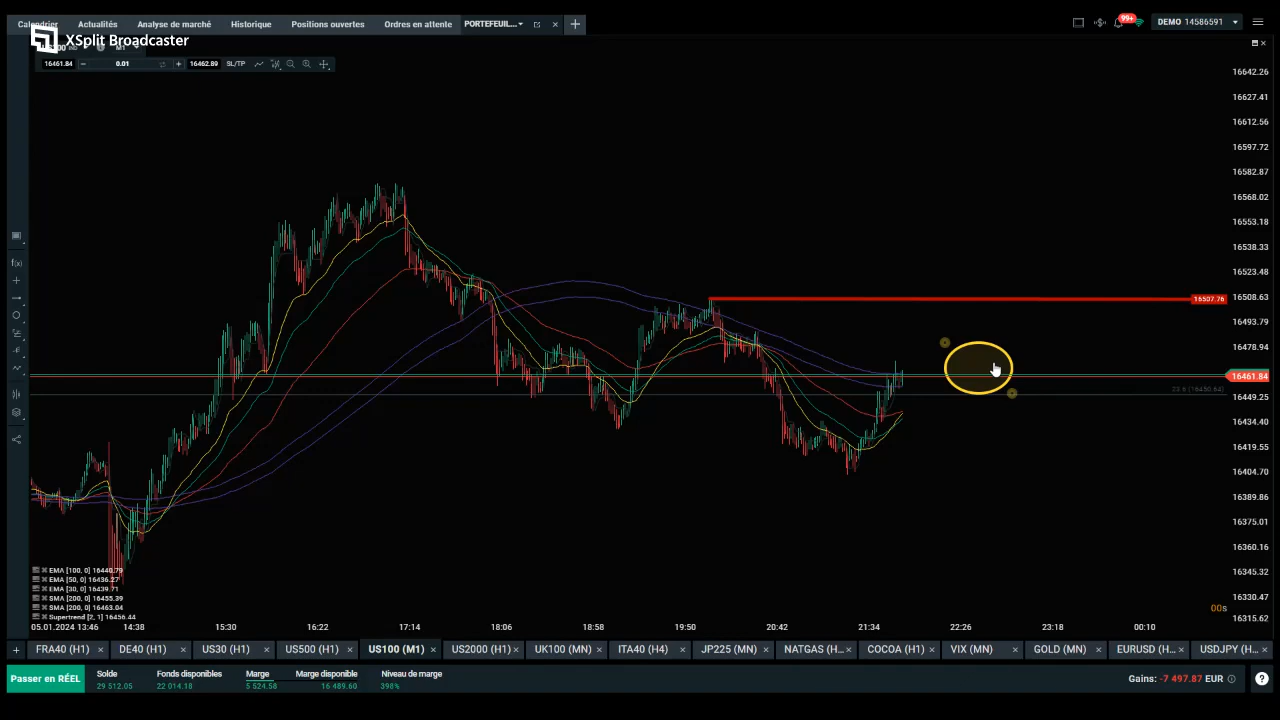 Calendrier Actualités Analyse de marché Historique Positions ouvertes Ordres en attente PORTEFEUIL... 99+ DEMO 14586591
XSplit Broadcaster
16461.84 0.01 16462.89 SL/TP
16642.26
16627.41
16612.56
16597.72
16582.87
16568.02
16553.18
16538.33
16523.48
16508.63
16507.76
16493.79
16478.94
16461.84
23.6 (16450.64)
16449.25
16434.40
16419.55
16404.70
16389.86
16375.01
16360.16
16345.32
16330.47
16315.62
EMA [100, 0] 16440.79
EMA [50, 0] 16436.27
EMA [30, 0] 16439.71
SMA [200, 0] 16455.39
SMA [200, 0] 16463.04
Supertrend [2, 1] 16456.44
00s
05.01.2024 13:46 14:38 15:30 16:22 17:14 18:06 18:58 19:50 20:42 21:34 22:26 23:18 00:10
FRA40 (H1) DE40 (H1) US30 (H1) US500 (H1) US100 (M1) US2000 (H1) UK100 (MN) ITA40 (H4) JP225 (MN) NATGAS (H... COCOA (H1) VIX (MN) GOLD (MN) EURUSD (H... USDJPY (H...
Passer en RÉEL
Solde Fonds disponibles Marge Marge disponible Niveau de marge
29 512.05 22 014.18 5 524.58 16 489.60 398%
Gains: -7 497.87 EUR